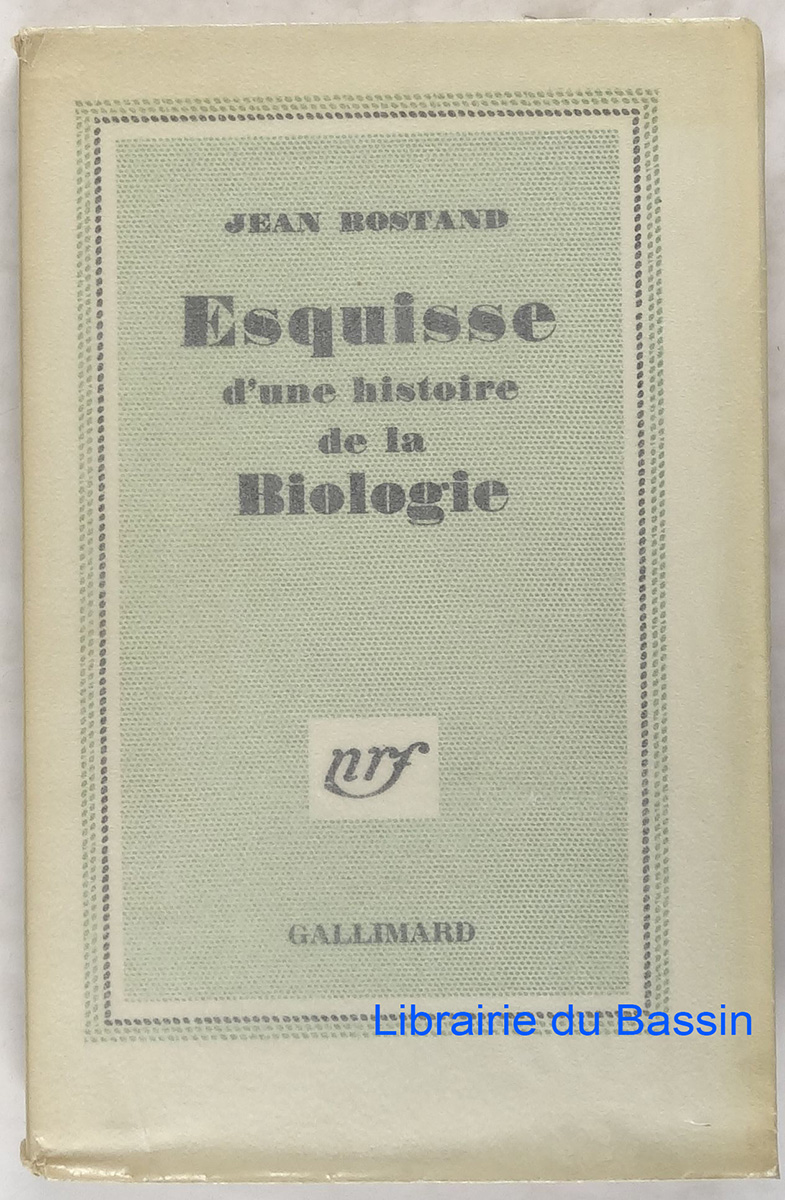 JEAN ROSTAND
Esquisse
d'une histoire
de la
Biologie
nrf
GALLIMARD
Librairie du Bassin